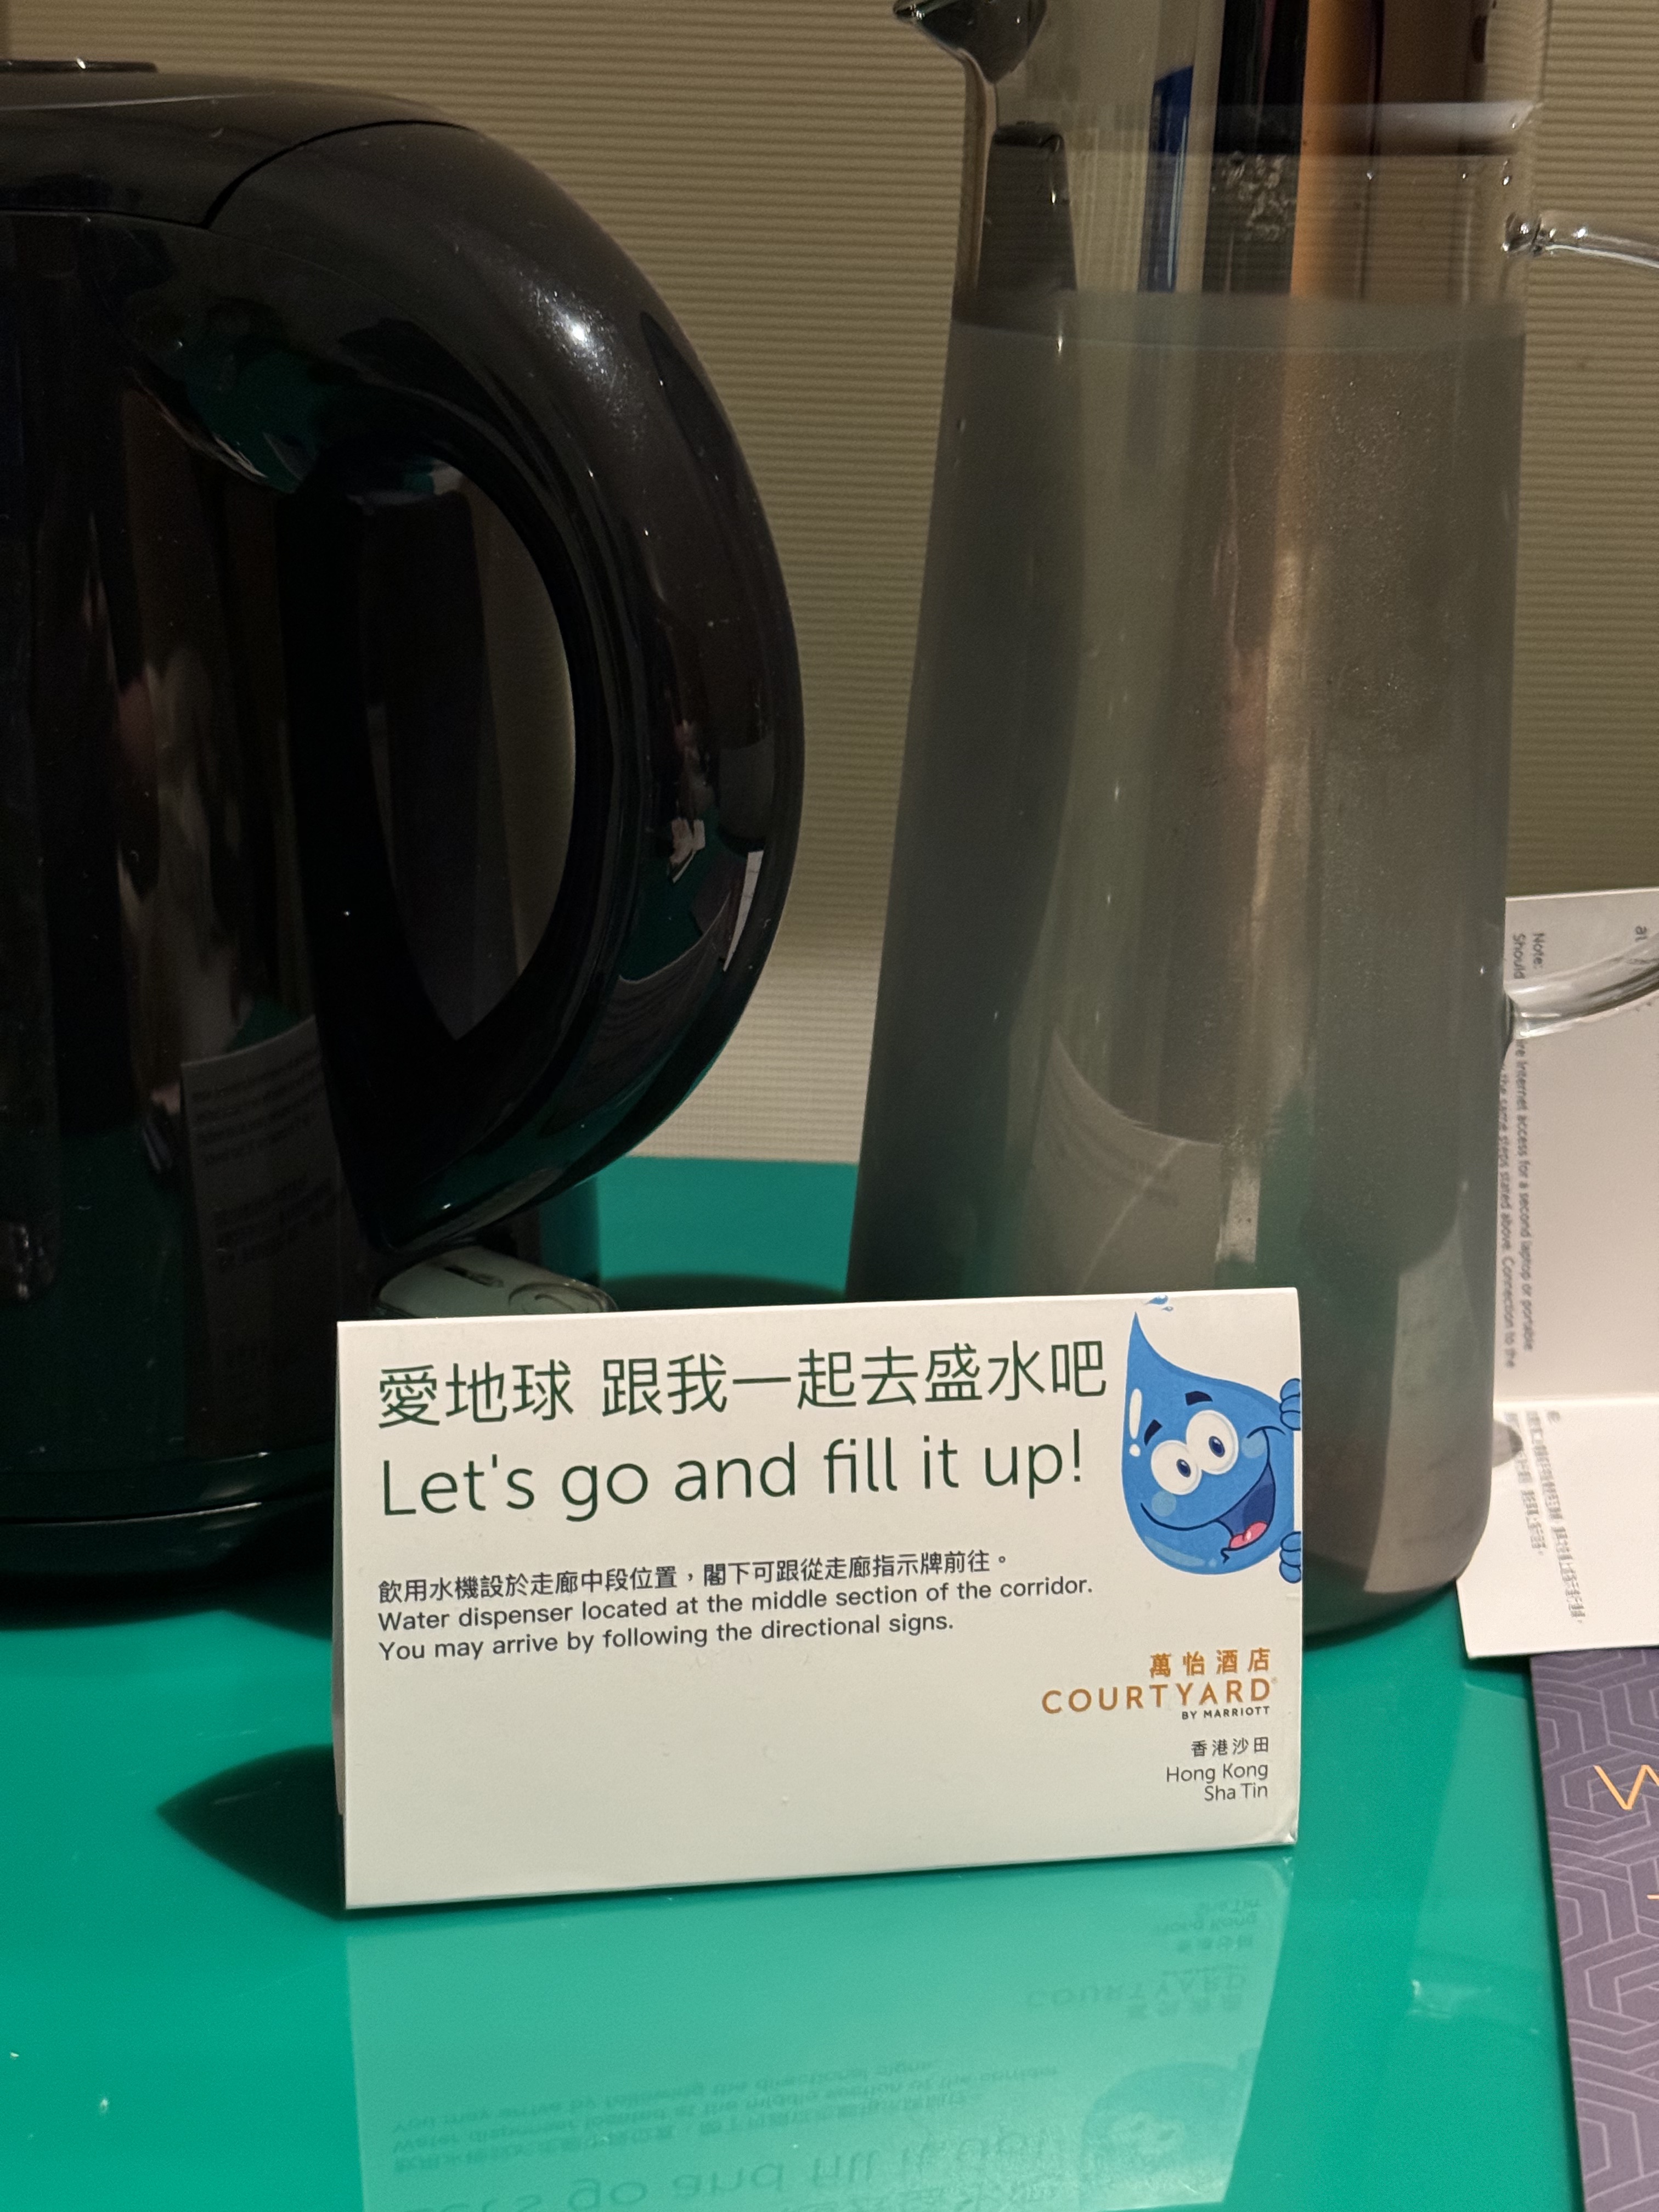 愛地球 跟我一起去盛水吧
Let's go and fill it up!
飲用水機設於走廊中段位置，閣下可跟從走廊指示牌前往。
Water dispenser located at the middle section of the corridor.
You may arrive by following the directional signs.
萬怡酒店
COURTYARD®
BY MARRIOTT
香港沙田
Hong Kong
Sha Tin
Note:
Should
Internet access for a second laptop or portable
the same steps stated above. Connection to the